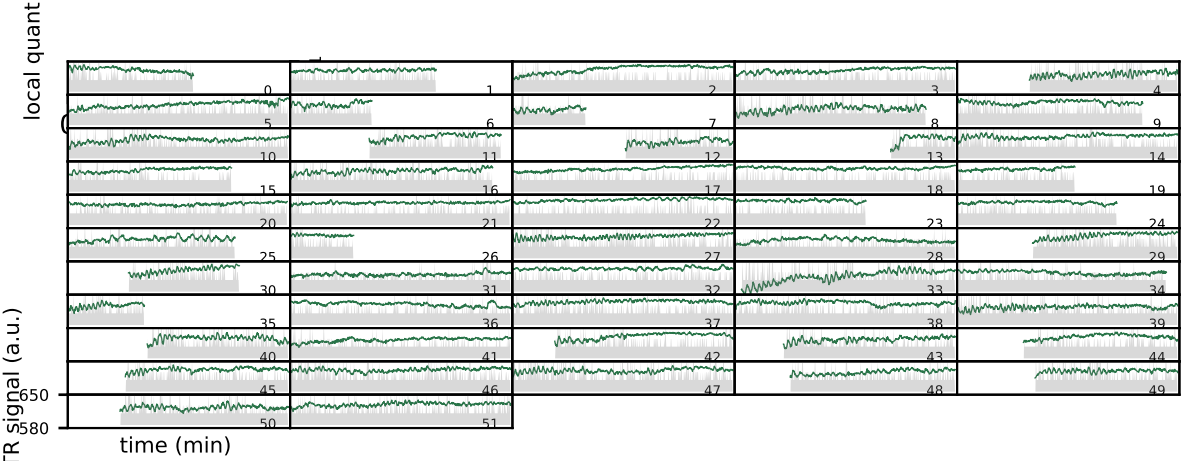 local quant
1
0 1 2 3 4
5 6 7 8 9
10 11 12 13 14
15 16 17 18 19
20 21 22 23 24
25 26 27 28 29
30 31 32 33 34
35 36 37 38 39
40 41 42 43 44
45 46 47 48 49
50 51
650
580
TR signal (a.u.)
time (min)